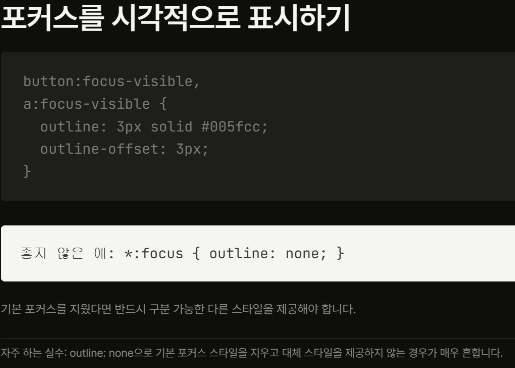 포커스를 시각적으로 표시하기
button:focus-visible,
a:focus-visible {
outline: 3px solid #005fcc;
outline-offset: 3px;
}
좋지 않은 예: *:focus { outline: none; }
기본 포커스를 지웠다면 반드시 구분 가능한 다른 스타일을 제공해야 합니다.
자주 하는 실수: outline: none으로 기본 포커스 스타일을 지우고 대체 스타일을 제공하지 않는 경우가 매우 흔합니다.